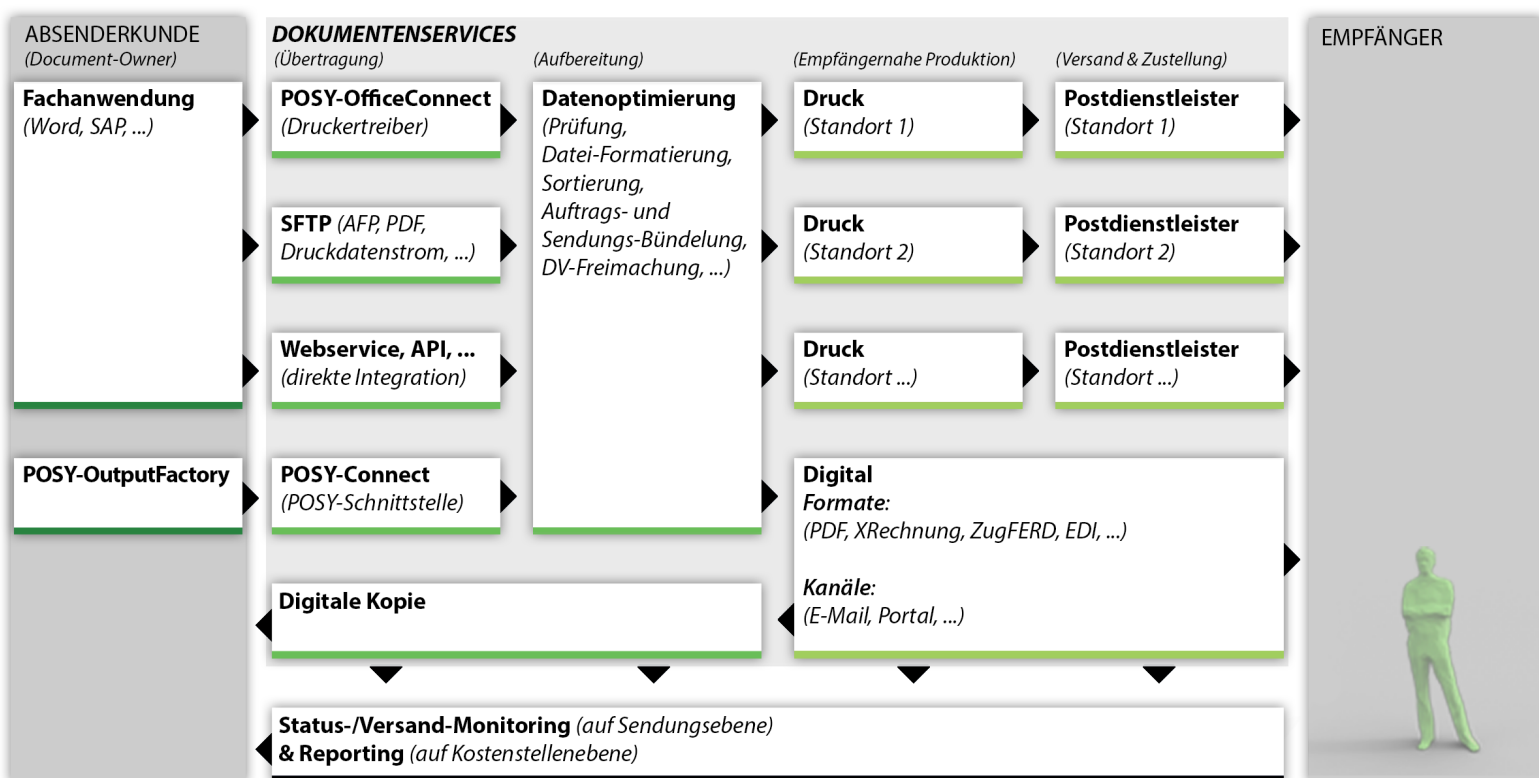 ABSENDERKUNDE
(Document-Owner)
Fachanwendung
(Word, SAP, ...)
POSY-OutputFactory
DOKUMENTENSERVICES
(Übertragung)
POSY-OfficeConnect
(Druckertreiber)
SFTP (AFP, PDF,
Druckdatenstrom, ...)
Webservice, API, ...
(direkte Integration)
POSY-Connect
(POSY-Schnittstelle)
(Aufbereitung)
Datenoptimierung
(Prüfung,
Datei-Formatierung,
Sortierung,
Auftrags- und
Sendungs-Bündelung,
DV-Freimachung, ...)
(Empfängernahe Produktion)
Druck
(Standort 1)
Druck
(Standort 2)
Druck
(Standort ...)
(Versand & Zustellung)
Postdienstleister
(Standort 1)
Postdienstleister
(Standort 2)
Postdienstleister
(Standort ...)
Digital
Formate:
(PDF, XRechnung, ZugFERD, EDI, ...)
Kanäle:
(E-Mail, Portal, ...)
Digitale Kopie
Status-/Versand-Monitoring (auf Sendungsebene)
& Reporting (auf Kostenstellenebene)
EMPFÄNGER